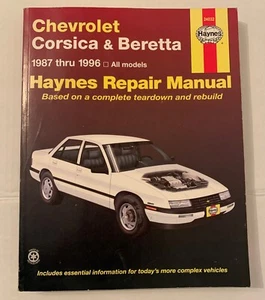 Chevrolet
Corsica & Beretta
1987 thru 1996 □ All models
Haynes
Haynes Repair Manual
Based on a complete teardown and rebuild
Includes essential information for today's more complex vehicles